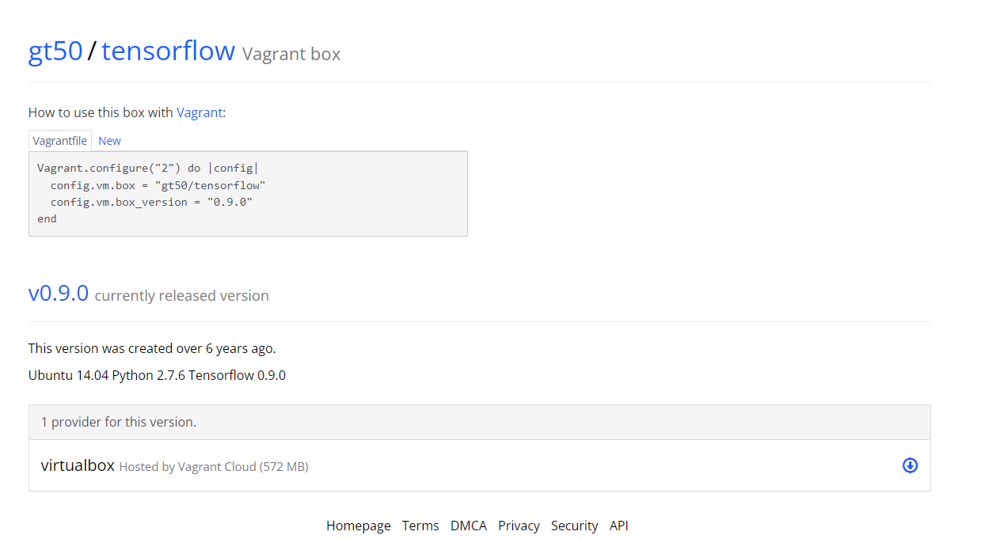 gt50 / tensorflow Vagrant box
How to use this box with Vagrant:
Vagrantfile New
Vagrant.configure("2") do |config|
  config.vm.box = "gt50/tensorflow"
  config.vm.box_version = "0.9.0"
end
v0.9.0 currently released version
This version was created over 6 years ago.
Ubuntu 14.04 Python 2.7.6 Tensorflow 0.9.0
1 provider for this version.
virtualbox Hosted by Vagrant Cloud (572 MB)
Homepage Terms DMCA Privacy Security API